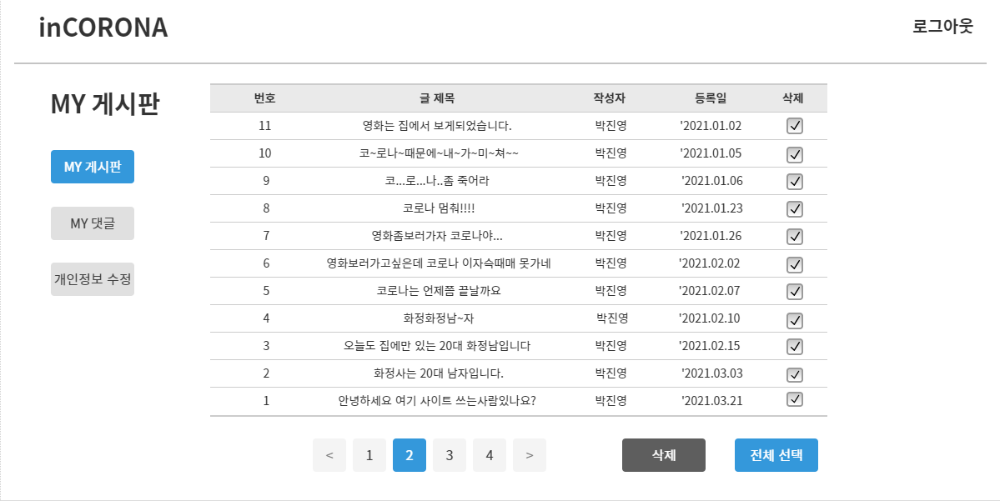 inCORONA 로그아웃
MY 게시판
MY 게시판
MY 댓글
개인정보 수정
번호 글 제목 작성자 등록일 삭제
11 영화는 집에서 보게되었습니다. 박진영 '2021.01.02
10 코~로나~때문에~내~가~미~쳐~~ 박진영 '2021.01.05
9 코...로...나..좀 죽어라 박진영 '2021.01.06
8 코로나 멈춰!!!! 박진영 '2021.01.23
7 영화좀보러가자 코로나야... 박진영 '2021.01.26
6 영화보러가고싶은데 코로나 이자슥때매 못가네 박진영 '2021.02.02
5 코로나는 언제쯤 끝날까요 박진영 '2021.02.07
4 화정화정남~자 박진영 '2021.02.10
3 오늘도 집에만 있는 20대 화정남입니다 박진영 '2021.02.15
2 화정사는 20대 남자입니다. 박진영 '2021.03.03
1 안녕하세요 여기 사이트 쓰는사람있나요? 박진영 '2021.03.21
< 1 2 3 4 > 삭제 전체 선택